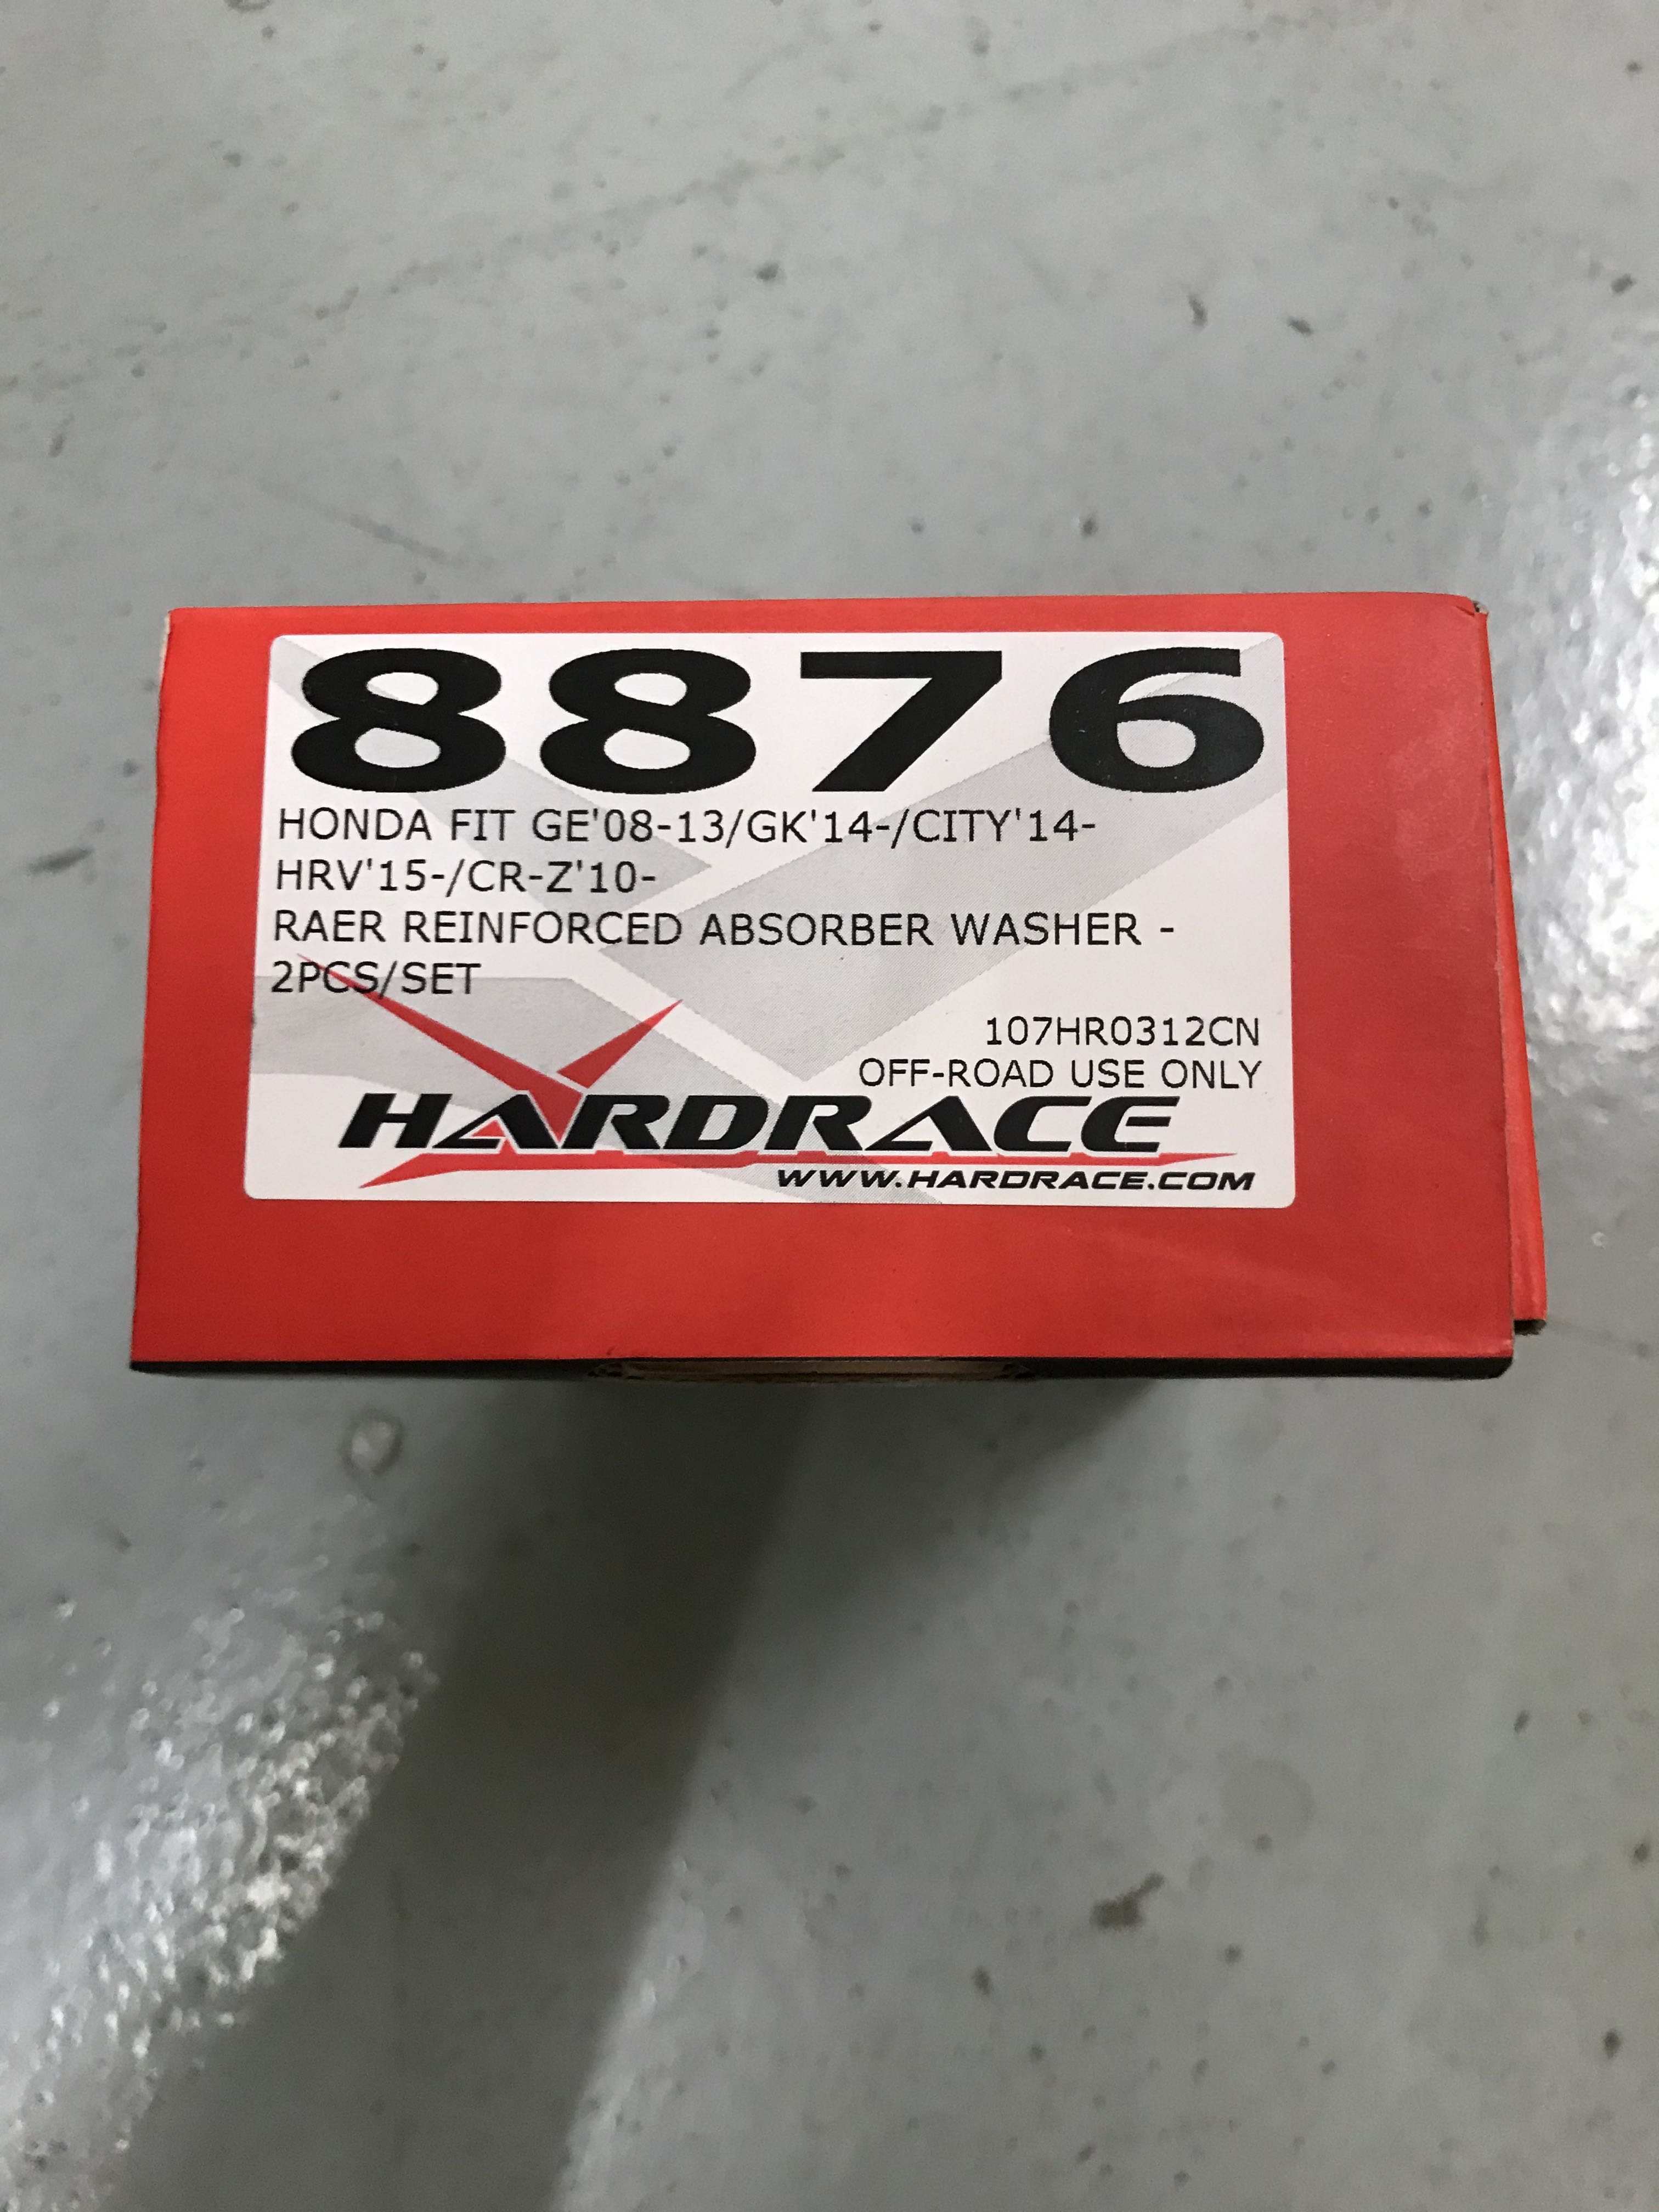 8876
HONDA FIT GE'08-13/GK'14-/CITY'14-
HRV'15-/CR-Z'10-
RAER REINFORCED ABSORBER WASHER -
2PCS/SET
107HR0312CN
OFF-ROAD USE ONLY
HARDRACE
WWW.HARDRACE.COM